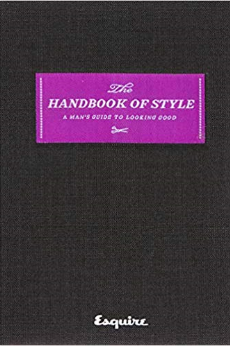 The
HANDBOOK OF STYLE
A MAN'S GUIDE TO LOOKING GOOD
Esquire